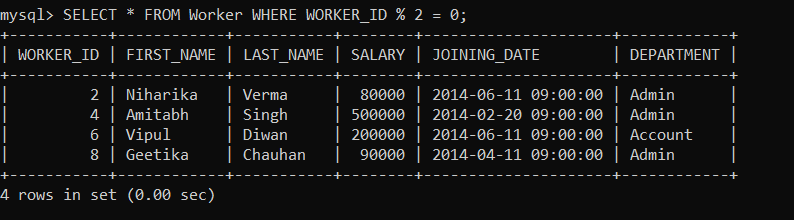 mysql> SELECT * FROM Worker WHERE WORKER_ID % 2 = 0;
+-----------+------------+-----------+--------+---------------------+------------+
| WORKER_ID | FIRST_NAME | LAST_NAME | SALARY | JOINING_DATE        | DEPARTMENT |
+-----------+------------+-----------+--------+---------------------+------------+
|         2 | Niharika   | Verma     |  80000 | 2014-06-11 09:00:00 | Admin      |
|         4 | Amitabh    | Singh     | 500000 | 2014-02-20 09:00:00 | Admin      |
|         6 | Vipul      | Diwan     | 200000 | 2014-06-11 09:00:00 | Account    |
|         8 | Geetika    | Chauhan   |  90000 | 2014-04-11 09:00:00 | Admin      |
+-----------+------------+-----------+--------+---------------------+------------+
4 rows in set (0.00 sec)